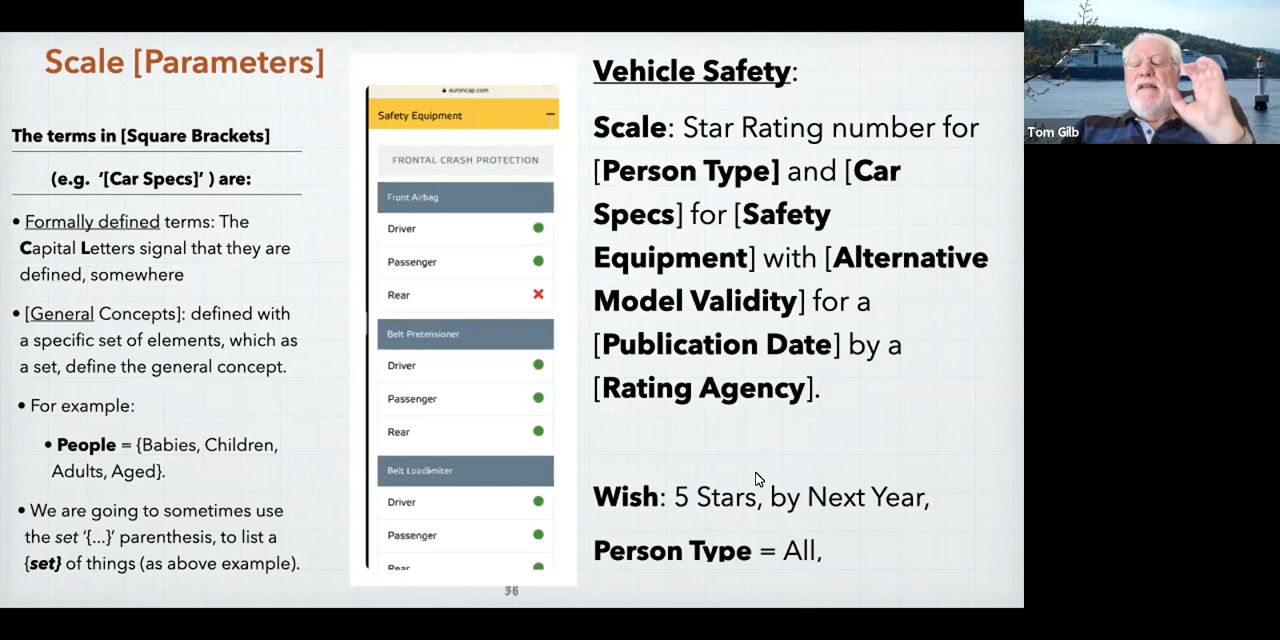 Scale [Parameters]
The terms in [Square Brackets]
(e.g. ‘[Car Specs]’ ) are:
• Formally defined terms: The
Capital Letters signal that they are
defined, somewhere
• [General Concepts]: defined with
a specific set of elements, which as
a set, define the general concept.
• For example:
• People = {Babies, Children,
Adults, Aged}.
• We are going to sometimes use
the set ‘{...}’ parenthesis, to list a
{set} of things (as above example).
euroncap.com
Safety Equipment
FRONTAL CRASH PROTECTION
Front Airbag
Driver
Passenger
Rear
Belt Pretensioner
Driver
Passenger
Rear
Belt Loadlimiter
Driver
Passenger
Rear
36
Vehicle Safety:
Scale: Star Rating number for
[Person Type] and [Car
Specs] for [Safety
Equipment] with [Alternative
Model Validity] for a
[Publication Date] by a
[Rating Agency].
Wish: 5 Stars, by Next Year,
Person Type = All,
Tom Gilb